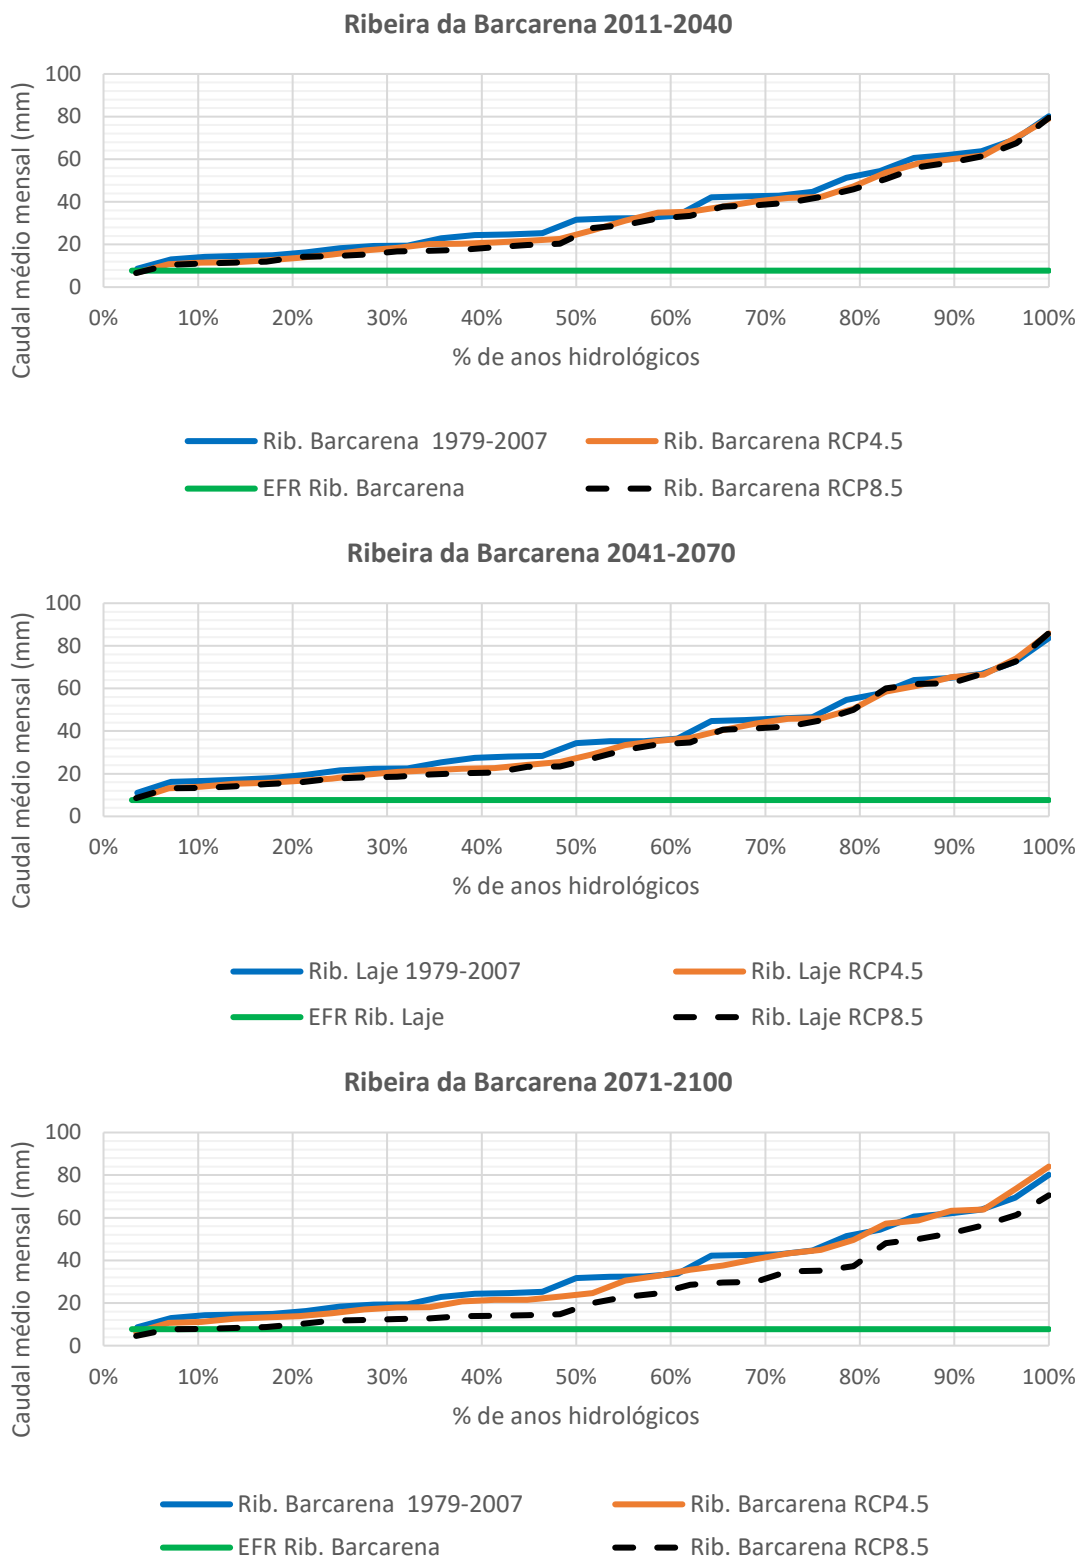 Ribeira da Barcarena 2011-2040
Caudal médio mensal (mm)
100
80
60
40
20
0
0% 10% 20% 30% 40% 50% 60% 70% 80% 90% 100%
% de anos hidrológicos
Rib. Barcarena 1979-2007 Rib. Barcarena RCP4.5
EFR Rib. Barcarena Rib. Barcarena RCP8.5
Ribeira da Barcarena 2041-2070
Caudal médio mensal (mm)
100
80
60
40
20
0
0% 10% 20% 30% 40% 50% 60% 70% 80% 90% 100%
% de anos hidrológicos
Rib. Laje 1979-2007 Rib. Laje RCP4.5
EFR Rib. Laje Rib. Laje RCP8.5
Ribeira da Barcarena 2071-2100
Caudal médio mensal (mm)
100
80
60
40
20
0
0% 10% 20% 30% 40% 50% 60% 70% 80% 90% 100%
% de anos hidrológicos
Rib. Barcarena 1979-2007 Rib. Barcarena RCP4.5
EFR Rib. Barcarena Rib. Barcarena RCP8.5